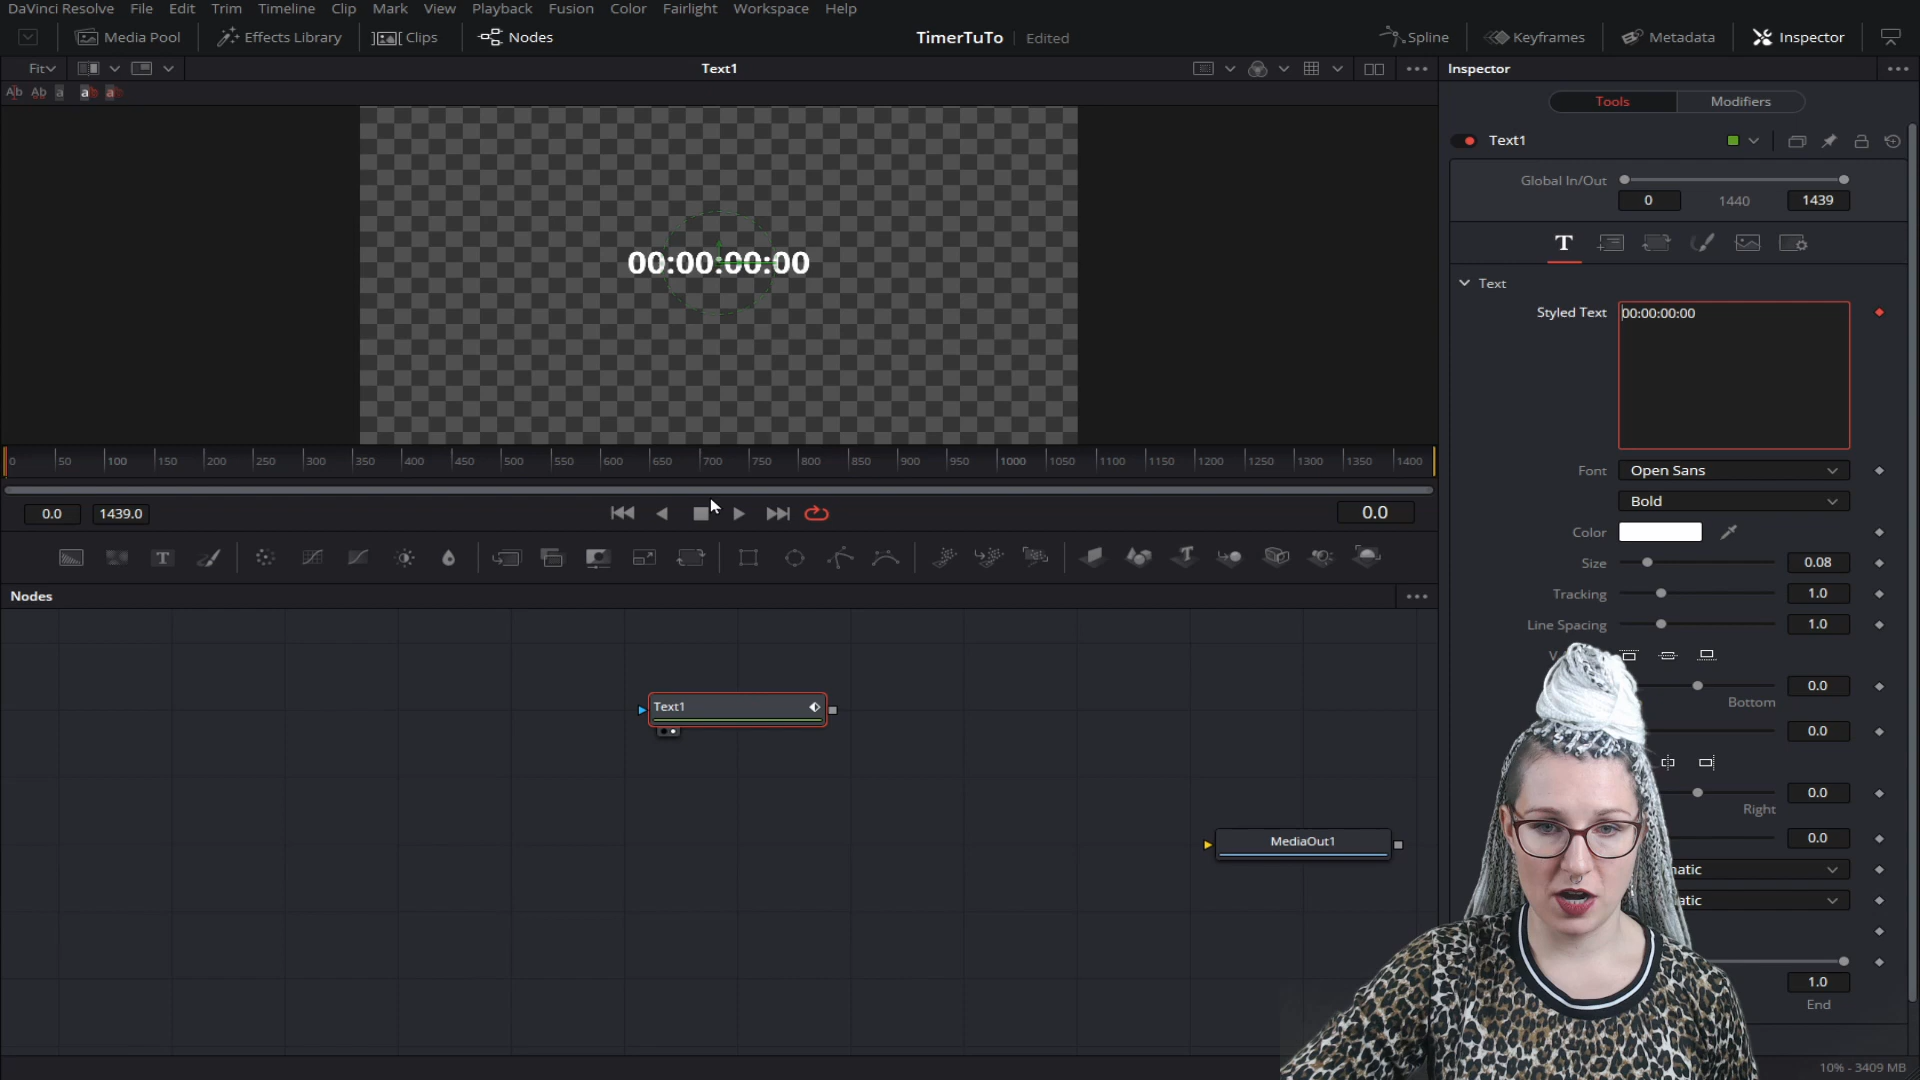 DaVinci Resolve File Edit Trim Timeline Clip Mark View Playback Fusion Color Fairlight Workspace Help
Media Pool Effects Library Clips Nodes TimerTuTo Edited Spline Keyframes Metadata Inspector
Fit Text1 Inspector
Tools Modifiers
Text1
Global In/Out
0 1440 1439
T
Text
Styled Text 00:00:00:00
00:00:00:00
0 50 100 150 200 250 300 350 400 450 500 550 600 650 700 750 800 850 900 950 1000 1050 1100 1150 1200 1250 1300 1350 1400
Font Open Sans
Bold
0.0 1439.0 0.0
Color
Size 0.08
Tracking 1.0
Line Spacing 1.0
Nodes
V
0.0
Bottom
0.0
0.0
Right
0.0
Text1
MediaOut1
natic
atic
1.0
End
10% - 3409 MB